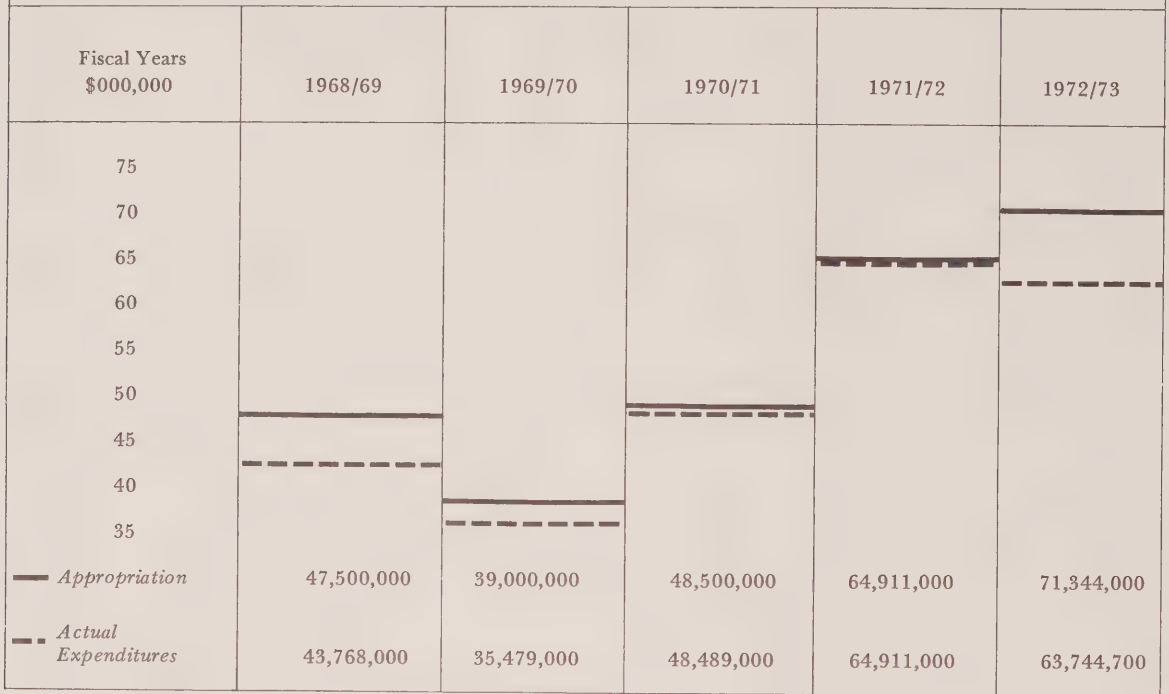 Fiscal Years
$000,000 1968/69 1969/70 1970/71 1971/72 1972/73
75
70
65
60
55
50
45
40
35
Appropriation 47,500,000 39,000,000 48,500,000 64,911,000 71,344,000
Actual
Expenditures 43,768,000 35,479,000 48,489,000 64,911,000 63,744,700